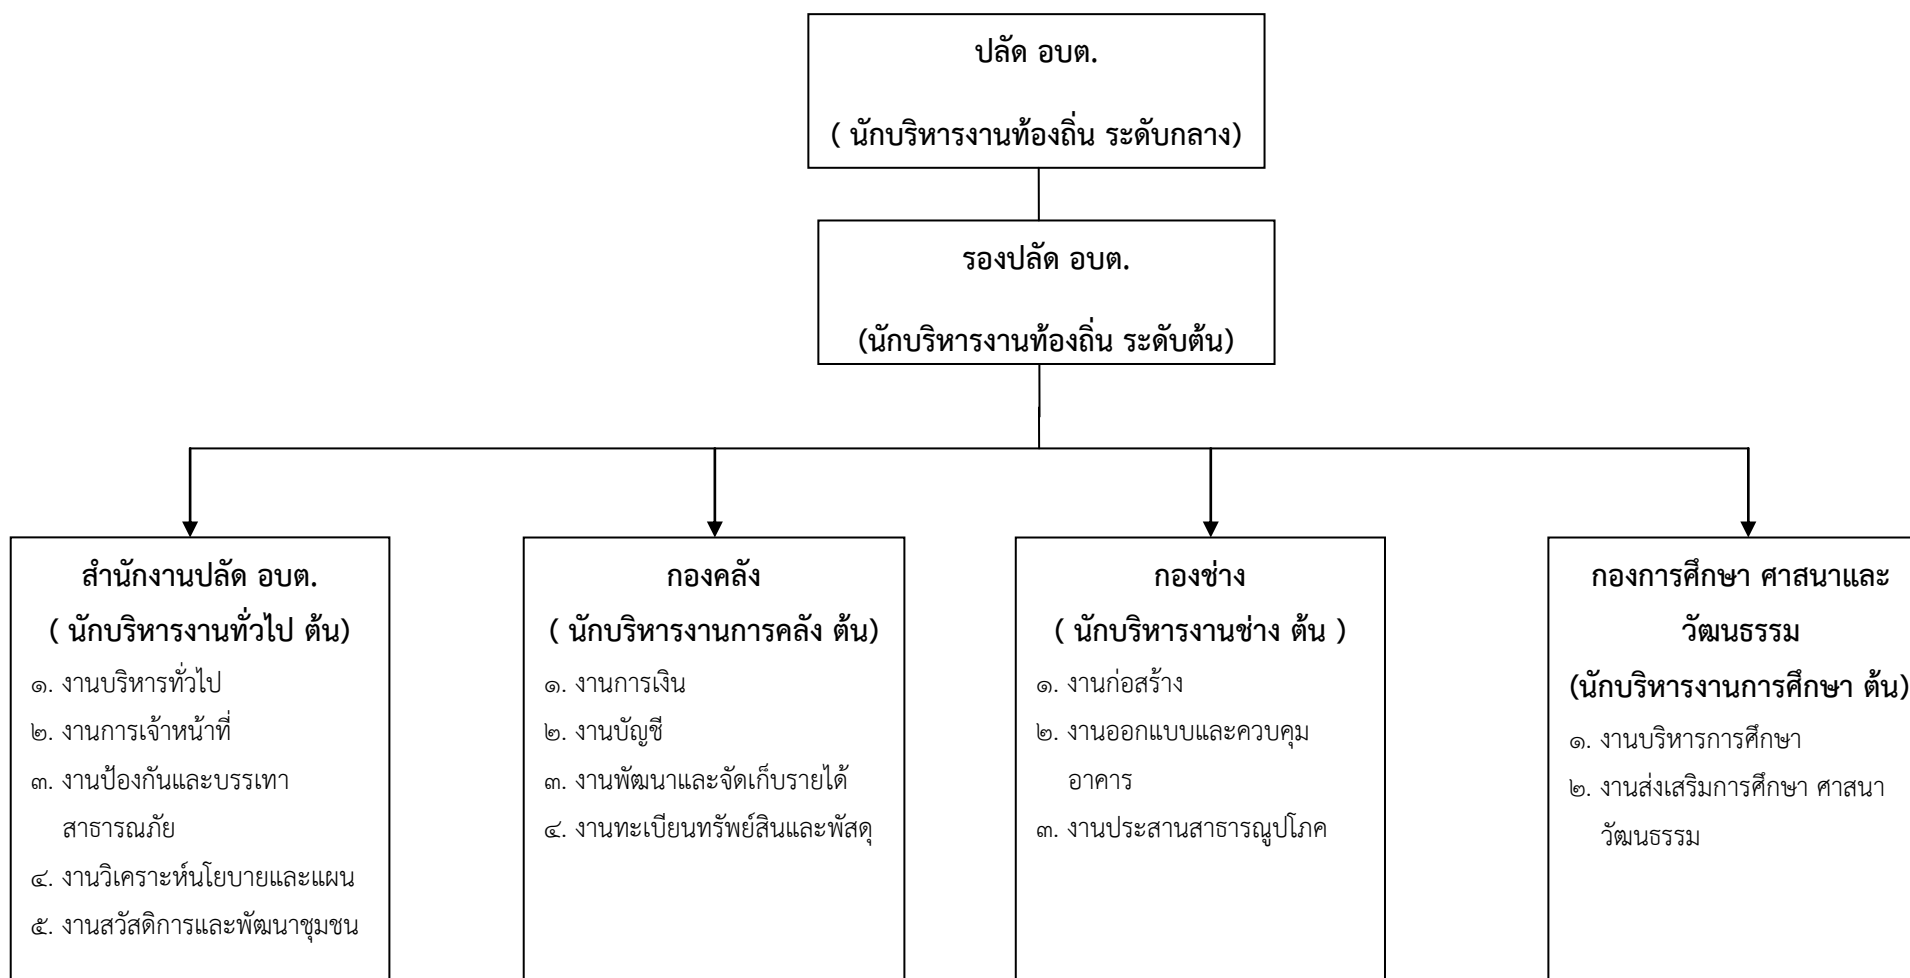 ปลัด อบต.
( นักบริหารงานท้องถิ่น ระดับกลาง)
รองปลัด อบต.
(นักบริหารงานท้องถิ่น ระดับต้น)
สำนักงานปลัด อบต.
( นักบริหารงานทั่วไป ต้น)
๑. งานบริหารทั่วไป
๒. งานการเจ้าหน้าที่
๓. งานป้องกันและบรรเทา
สาธารณภัย
๔. งานวิเคราะห์นโยบายและแผน
๕. งานสวัสดิการและพัฒนาชุมชน
กองคลัง
( นักบริหารงานการคลัง ต้น)
๑. งานการเงิน
๒. งานบัญชี
๓. งานพัฒนาและจัดเก็บรายได้
๔. งานทะเบียนทรัพย์สินและพัสดุ
กองช่าง
( นักบริหารงานช่าง ต้น )
๑. งานก่อสร้าง
๒. งานออกแบบและควบคุม
อาคาร
๓. งานประสานสาธารณูปโภค
กองการศึกษา ศาสนาและ
วัฒนธรรม
(นักบริหารงานการศึกษา ต้น)
๑. งานบริหารการศึกษา
๒. งานส่งเสริมการศึกษา ศาสนา
วัฒนธรรม